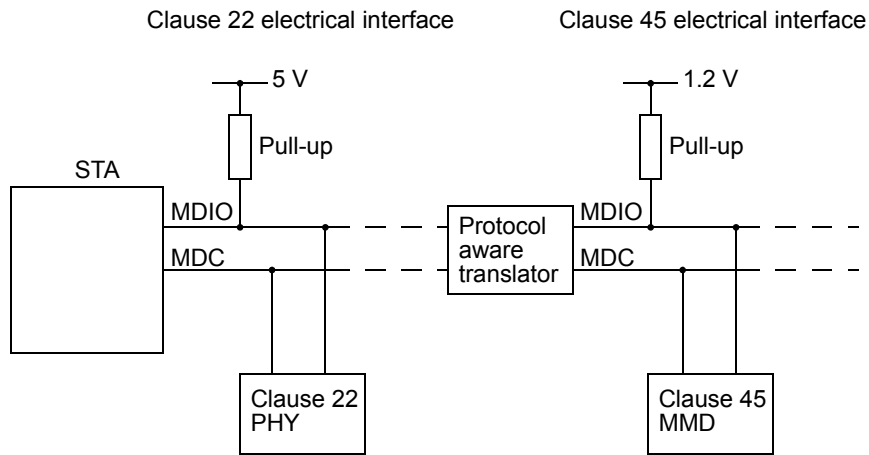 Clause 22 electrical interface
Clause 45 electrical interface
5 V
1.2 V
Pull-up
Pull-up
STA
MDIO
MDC
Protocol
aware
translator
MDIO
MDC
Clause 22
PHY
Clause 45
MMD